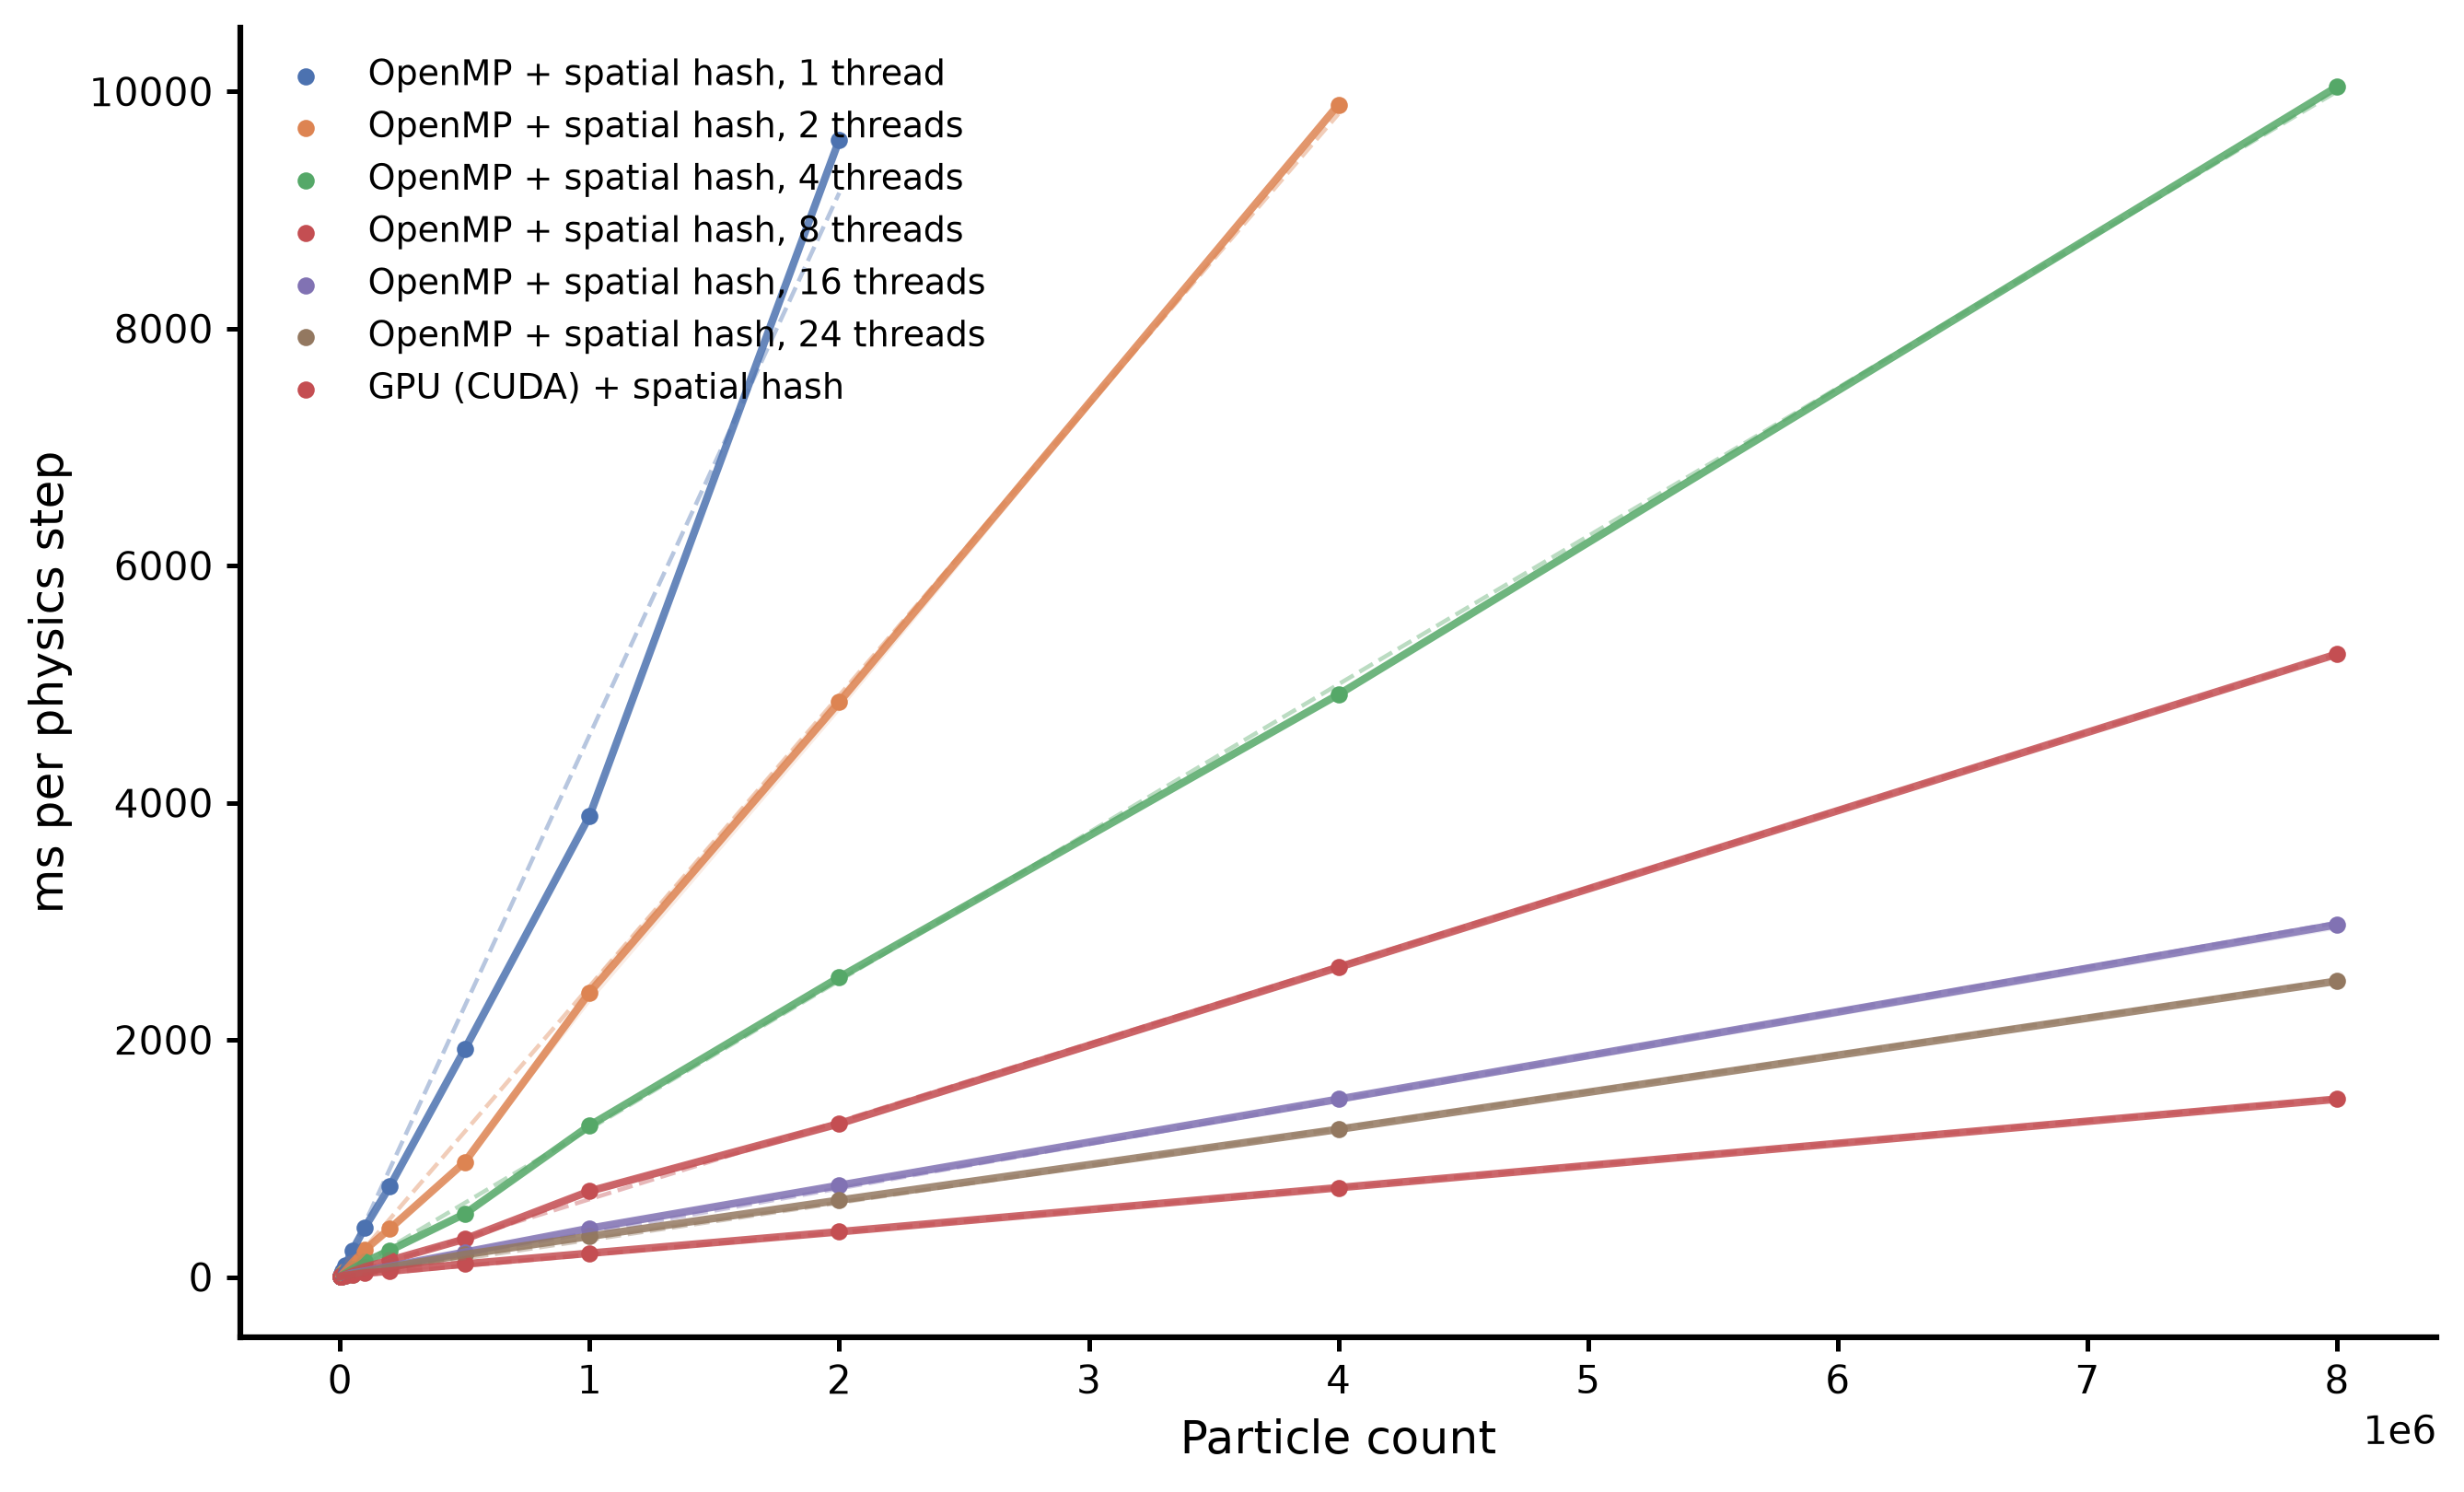 OpenMP + spatial hash, 1 thread
OpenMP + spatial hash, 2 threads
OpenMP + spatial hash, 4 threads
OpenMP + spatial hash, 8 threads
OpenMP + spatial hash, 16 threads
OpenMP + spatial hash, 24 threads
GPU (CUDA) + spatial hash
ms per physics step
10000
8000
6000
4000
2000
0
0 1 2 3 4 5 6 7 8
1e6
Particle count